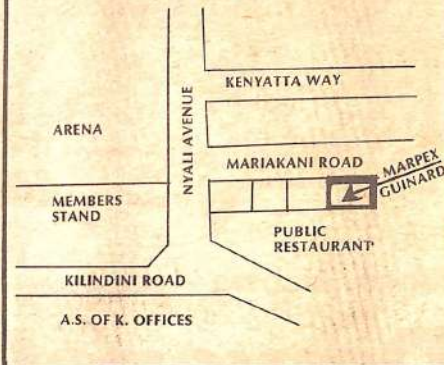 KENYATTA WAY
ARENA
NYALI AVENUE
MARIAKANI ROAD
MARPEX
GUINARD
MEMBERS
STAND
PUBLIC
RESTAURANT
KILINDINI ROAD
A.S. OF K. OFFICES